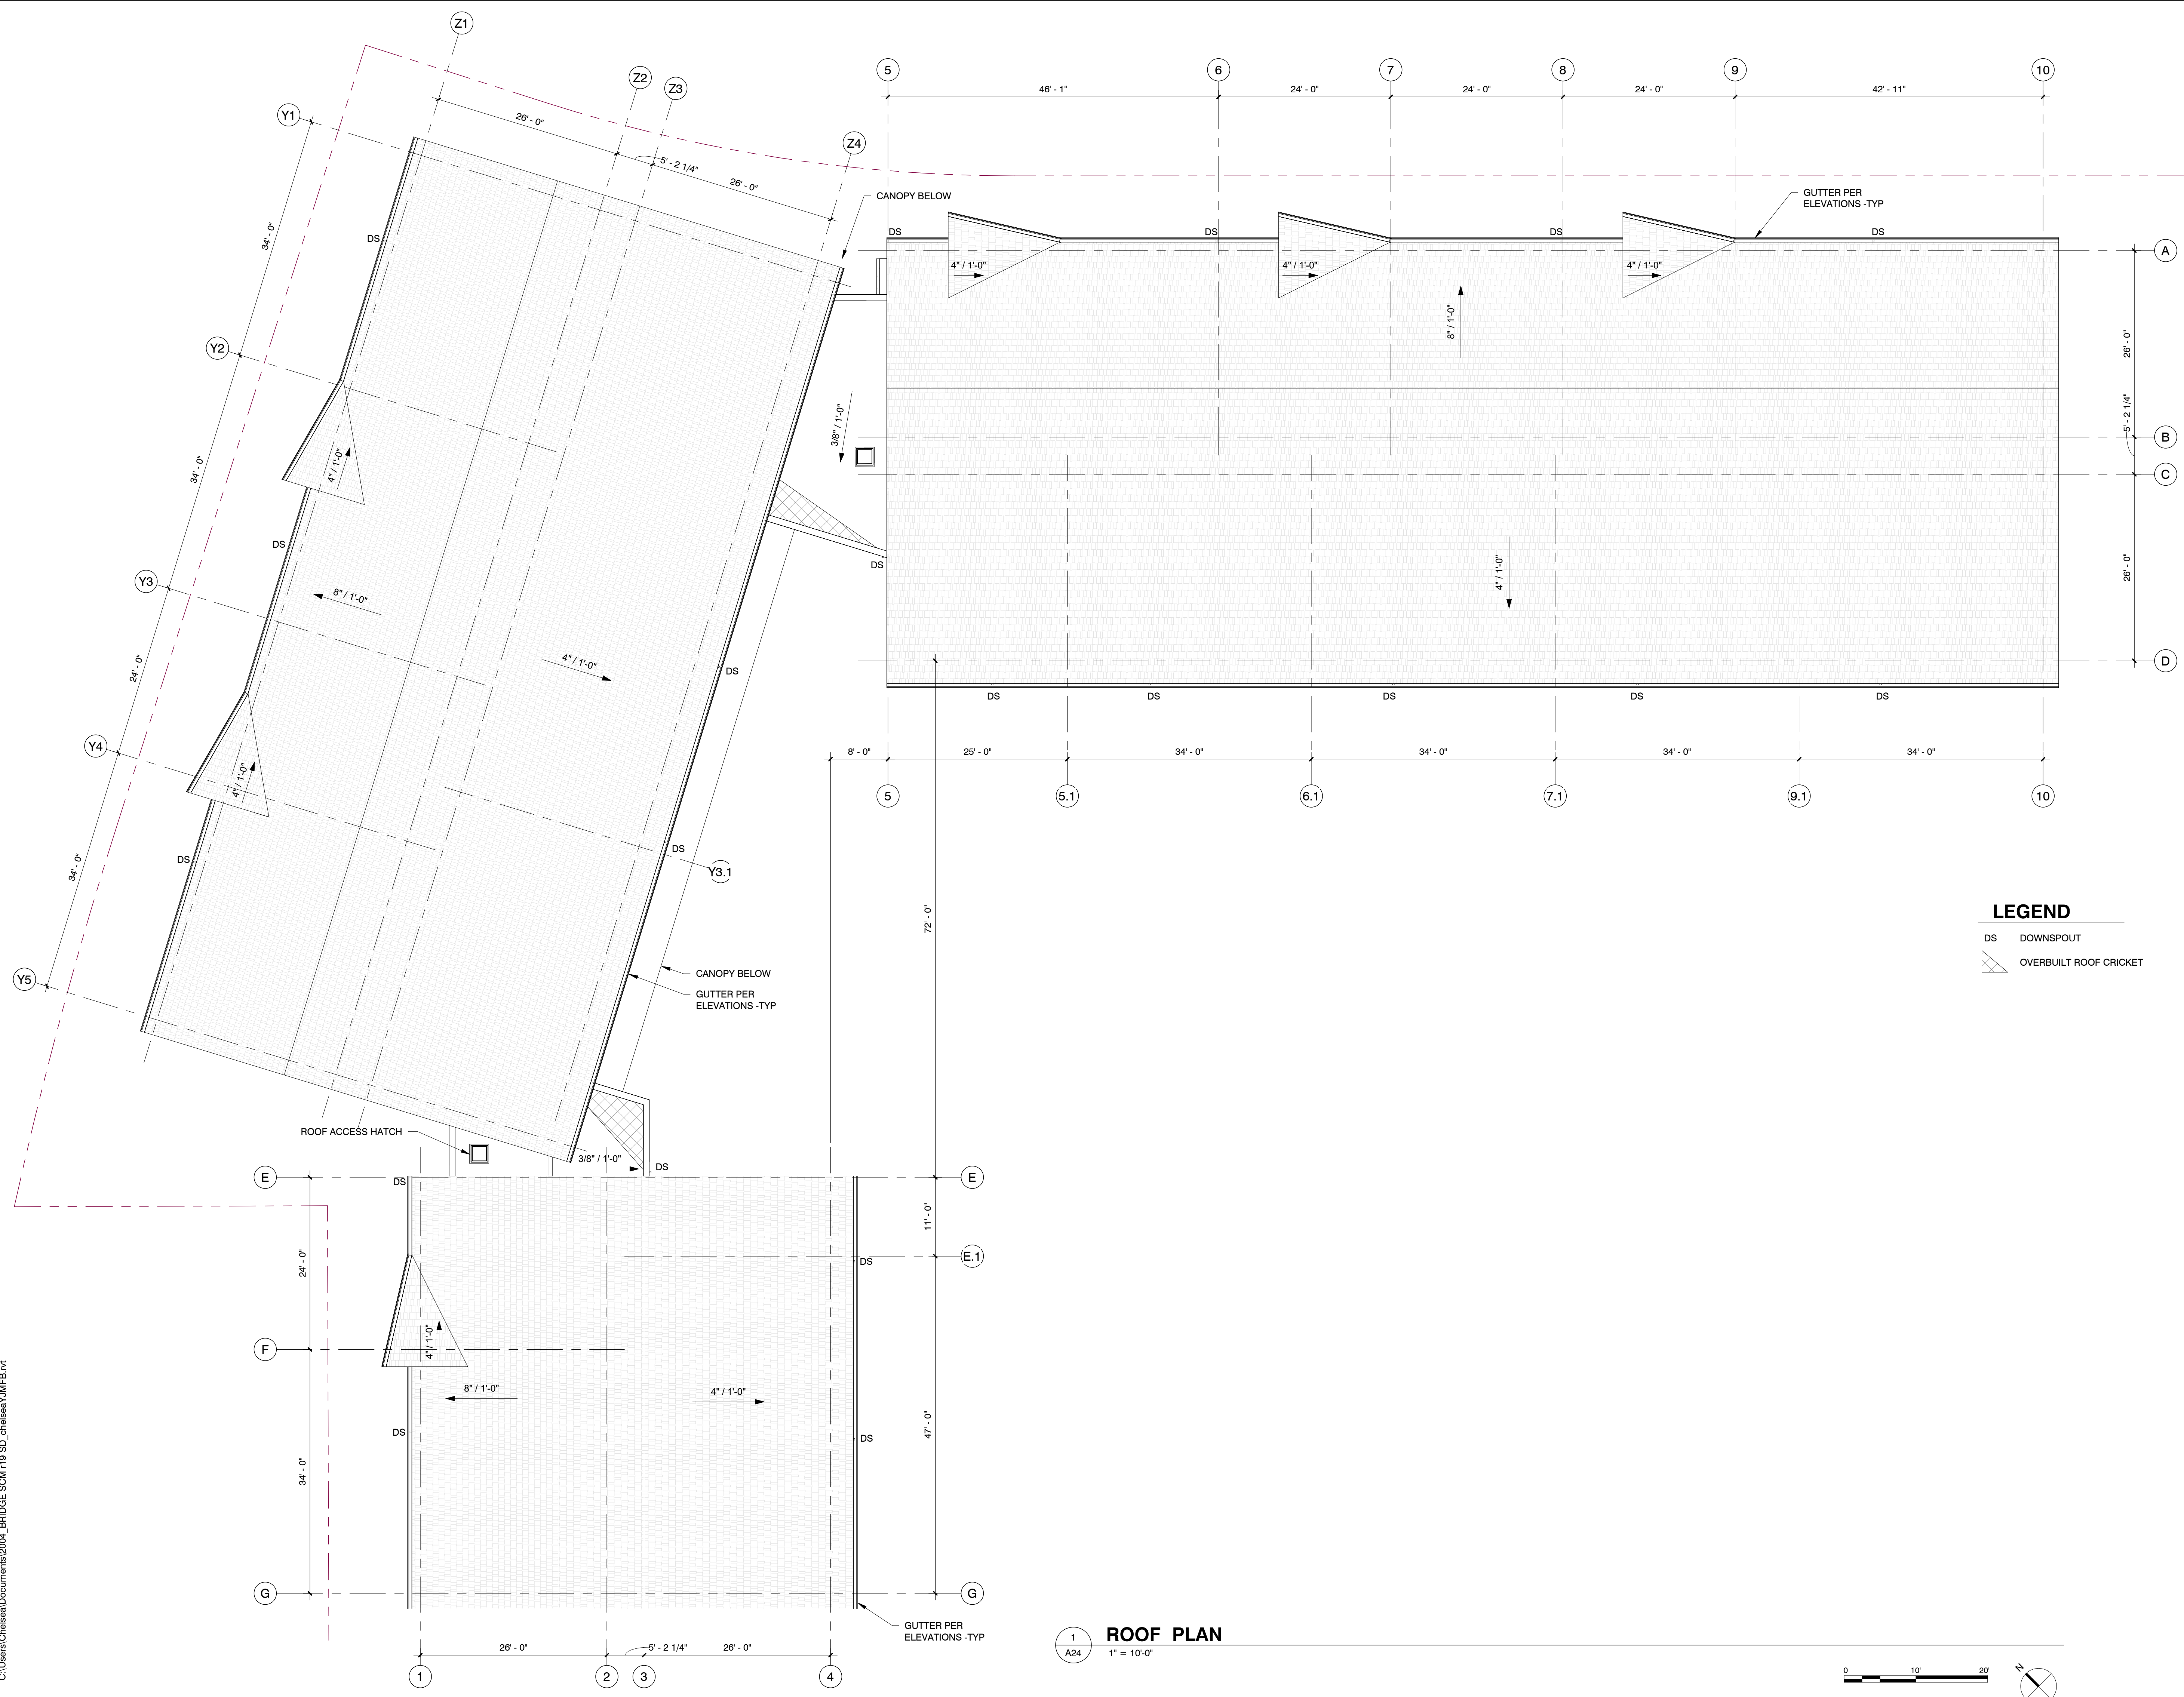 Z1
Z2
Z3
Z4
Y1
Y2
Y3
Y4
Y5
Y3.1
26' - 0"
5' - 2 1/4"
26' - 0"
34' - 0"
34' - 0"
24' - 0"
34' - 0"
CANOPY BELOW
DS
DS
DS
4" / 1'-0"
8" / 1'-0"
4" / 1'-0"
4" / 1'-0"
DS
DS
3/8" / 1'-0"
DS
CANOPY BELOW
GUTTER PER
ELEVATIONS -TYP
5
6
7
8
9
10
46' - 1"
24' - 0"
24' - 0"
24' - 0"
42' - 11"
GUTTER PER
ELEVATIONS -TYP
DS
DS
DS
DS
4" / 1'-0"
4" / 1'-0"
4" / 1'-0"
8" / 1'-0"
4" / 1'-0"
A
B
C
D
26' - 0"
5' - 2 1/4"
26' - 0"
DS
DS
DS
DS
DS
8' - 0"
25' - 0"
34' - 0"
34' - 0"
34' - 0"
34' - 0"
5
5.1
6.1
7.1
9.1
10
LEGEND
DS DOWNSPOUT
OVERBUILT ROOF CRICKET
72' - 0"
ROOF ACCESS HATCH
3/8" / 1'-0"
DS
E
E
DS
11' - 0"
E.1
24' - 0"
DS
F
4" / 1'-0"
8" / 1'-0"
4" / 1'-0"
DS
DS
34' - 0"
47' - 0"
G
G
GUTTER PER
ELEVATIONS -TYP
26' - 0"
5' - 2 1/4"
26' - 0"
1
2
3
4
1
A24
ROOF PLAN
1" = 10'-0"
0 10' 20'
N
C:\Users\Chelsea\Documents\2004_BRIDGE SCM r19 SD_chelseaYJMFB.rvt